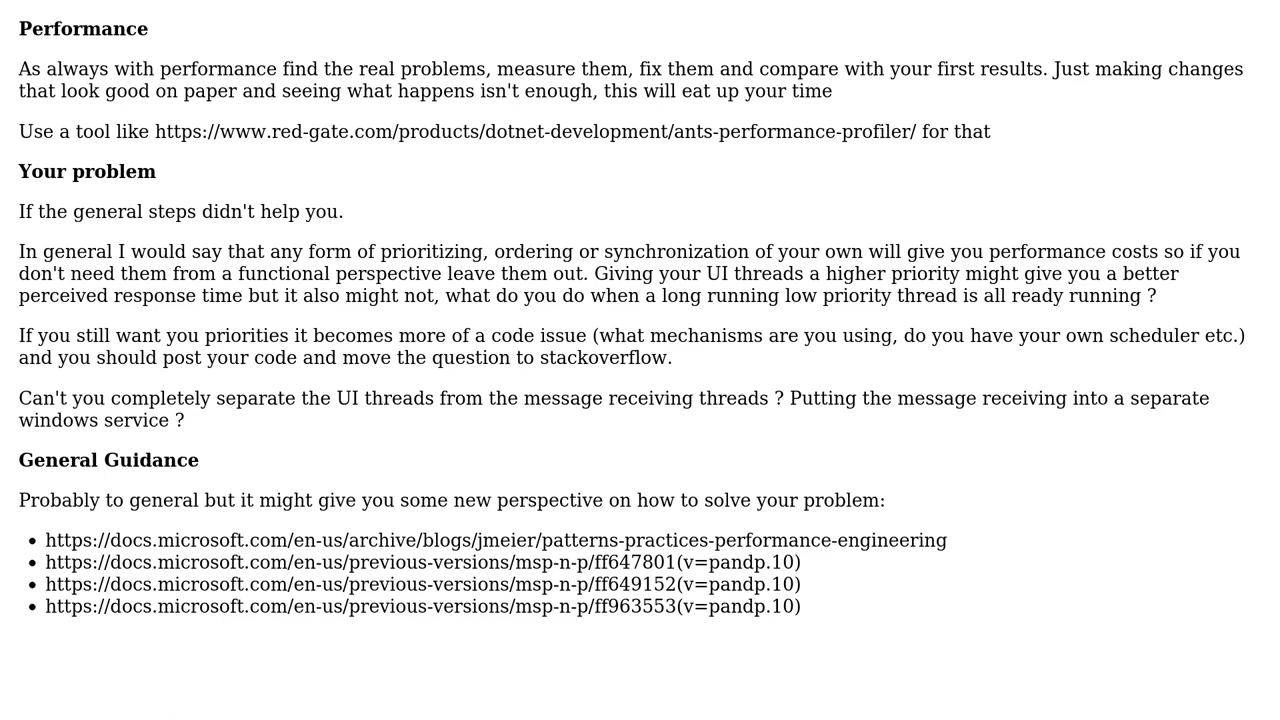 Performance
As always with performance find the real problems, measure them, fix them and compare with your first results. Just making changes
that look good on paper and seeing what happens isn't enough, this will eat up your time
Use a tool like https://www.red-gate.com/products/dotnet-development/ants-performance-profiler/ for that
Your problem
If the general steps didn't help you.
In general I would say that any form of prioritizing, ordering or synchronization of your own will give you performance costs so if you
don't need them from a functional perspective leave them out. Giving your UI threads a higher priority might give you a better
perceived response time but it also might not, what do you do when a long running low priority thread is all ready running ?
If you still want you priorities it becomes more of a code issue (what mechanisms are you using, do you have your own scheduler etc.)
and you should post your code and move the question to stackoverflow.
Can't you completely separate the UI threads from the message receiving threads ? Putting the message receiving into a separate
windows service ?
General Guidance
Probably to general but it might give you some new perspective on how to solve your problem:
• https://docs.microsoft.com/en-us/archive/blogs/jmeier/patterns-practices-performance-engineering
• https://docs.microsoft.com/en-us/previous-versions/msp-n-p/ff647801(v=pandp.10)
• https://docs.microsoft.com/en-us/previous-versions/msp-n-p/ff649152(v=pandp.10)
• https://docs.microsoft.com/en-us/previous-versions/msp-n-p/ff963553(v=pandp.10)